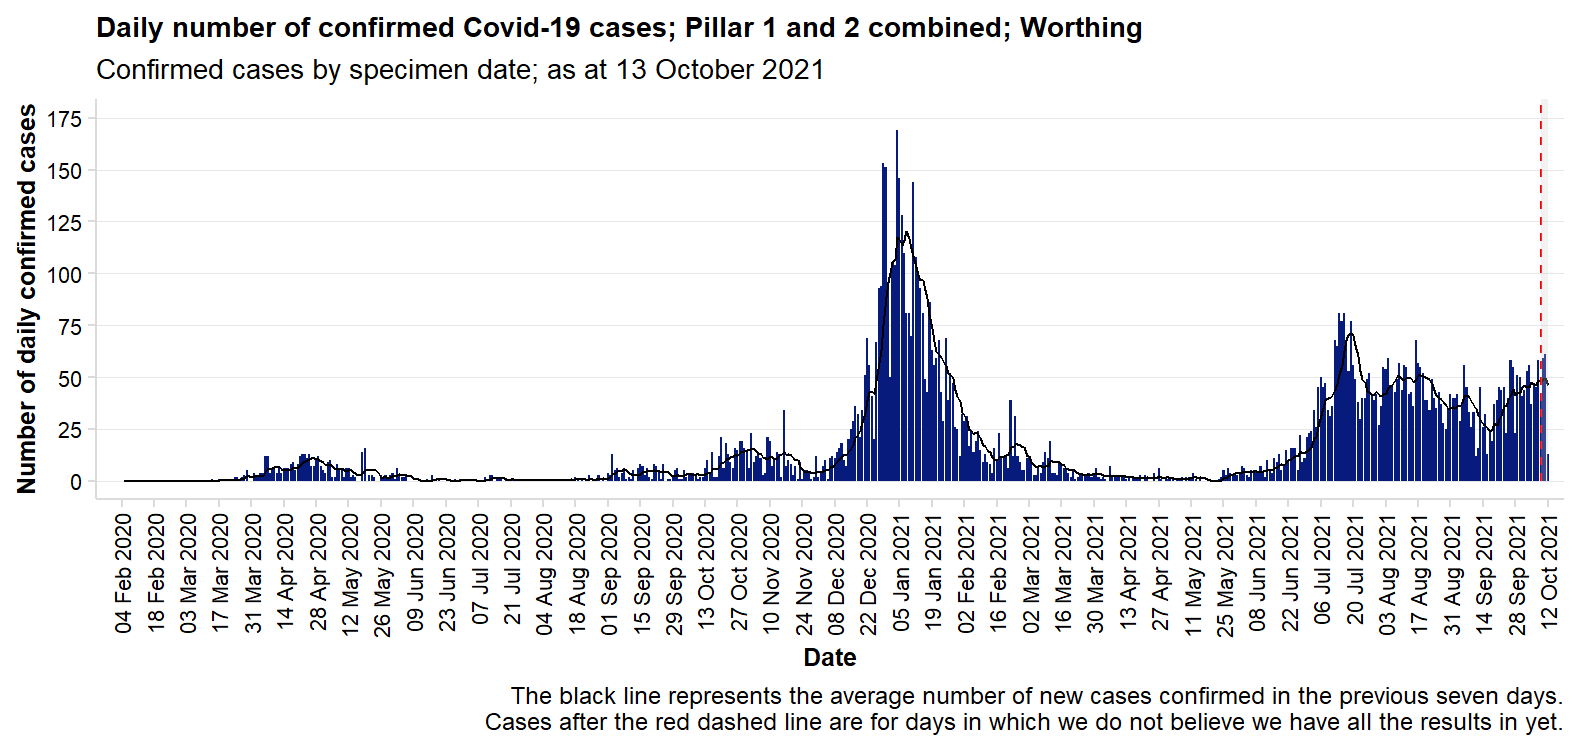 Daily number of confirmed Covid-19 cases; Pillar 1 and 2 combined; Worthing
Confirmed cases by specimen date; as at 13 October 2021
Number of daily confirmed cases
175
150
125
100
75
50
25
0
04 Feb 2020
18 Feb 2020
03 Mar 2020
17 Mar 2020
31 Mar 2020
14 Apr 2020
28 Apr 2020
12 May 2020
26 May 2020
09 Jun 2020
23 Jun 2020
07 Jul 2020
21 Jul 2020
04 Aug 2020
18 Aug 2020
01 Sep 2020
15 Sep 2020
29 Sep 2020
13 Oct 2020
27 Oct 2020
10 Nov 2020
24 Nov 2020
08 Dec 2020
22 Dec 2020
05 Jan 2021
19 Jan 2021
02 Feb 2021
16 Feb 2021
02 Mar 2021
16 Mar 2021
30 Mar 2021
13 Apr 2021
27 Apr 2021
11 May 2021
25 May 2021
08 Jun 2021
22 Jun 2021
06 Jul 2021
20 Jul 2021
03 Aug 2021
17 Aug 2021
31 Aug 2021
14 Sep 2021
28 Sep 2021
12 Oct 2021
Date
The black line represents the average number of new cases confirmed in the previous seven days.
Cases after the red dashed line are for days in which we do not believe we have all the results in yet.